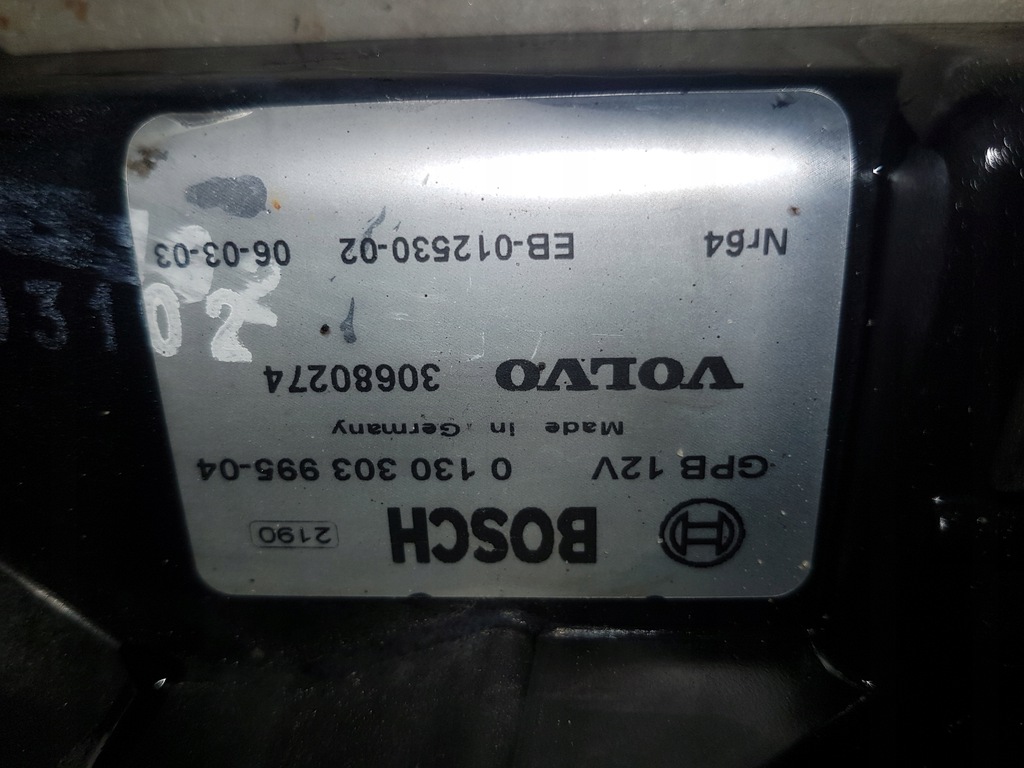 BOSCH 2190
GPB 12V 0 130 303 995-04
Made in Germany
VOLVO 30680274
Nr64 EB-012530-02 06-03-03
03102